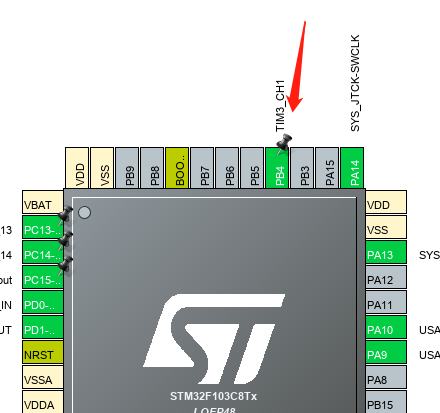 TIM3_CH1
SYS_JTCK-SWCLK
VDD
VSS
PB9
PB8
BOO..
PB7
PB6
PB5
PB4
PB3
PA15
PA14
VBAT
13
PC13-..
14
PC14-..
out
PC15-..
_IN
PD0-..
UT
PD1-..
NRST
VSSA
VDDA
VDD
VSS
PA13
SYS
PA12
PA11
PA10
USA
PA9
USA
PA8
PB15
STM32F103C8Tx
LQFP48